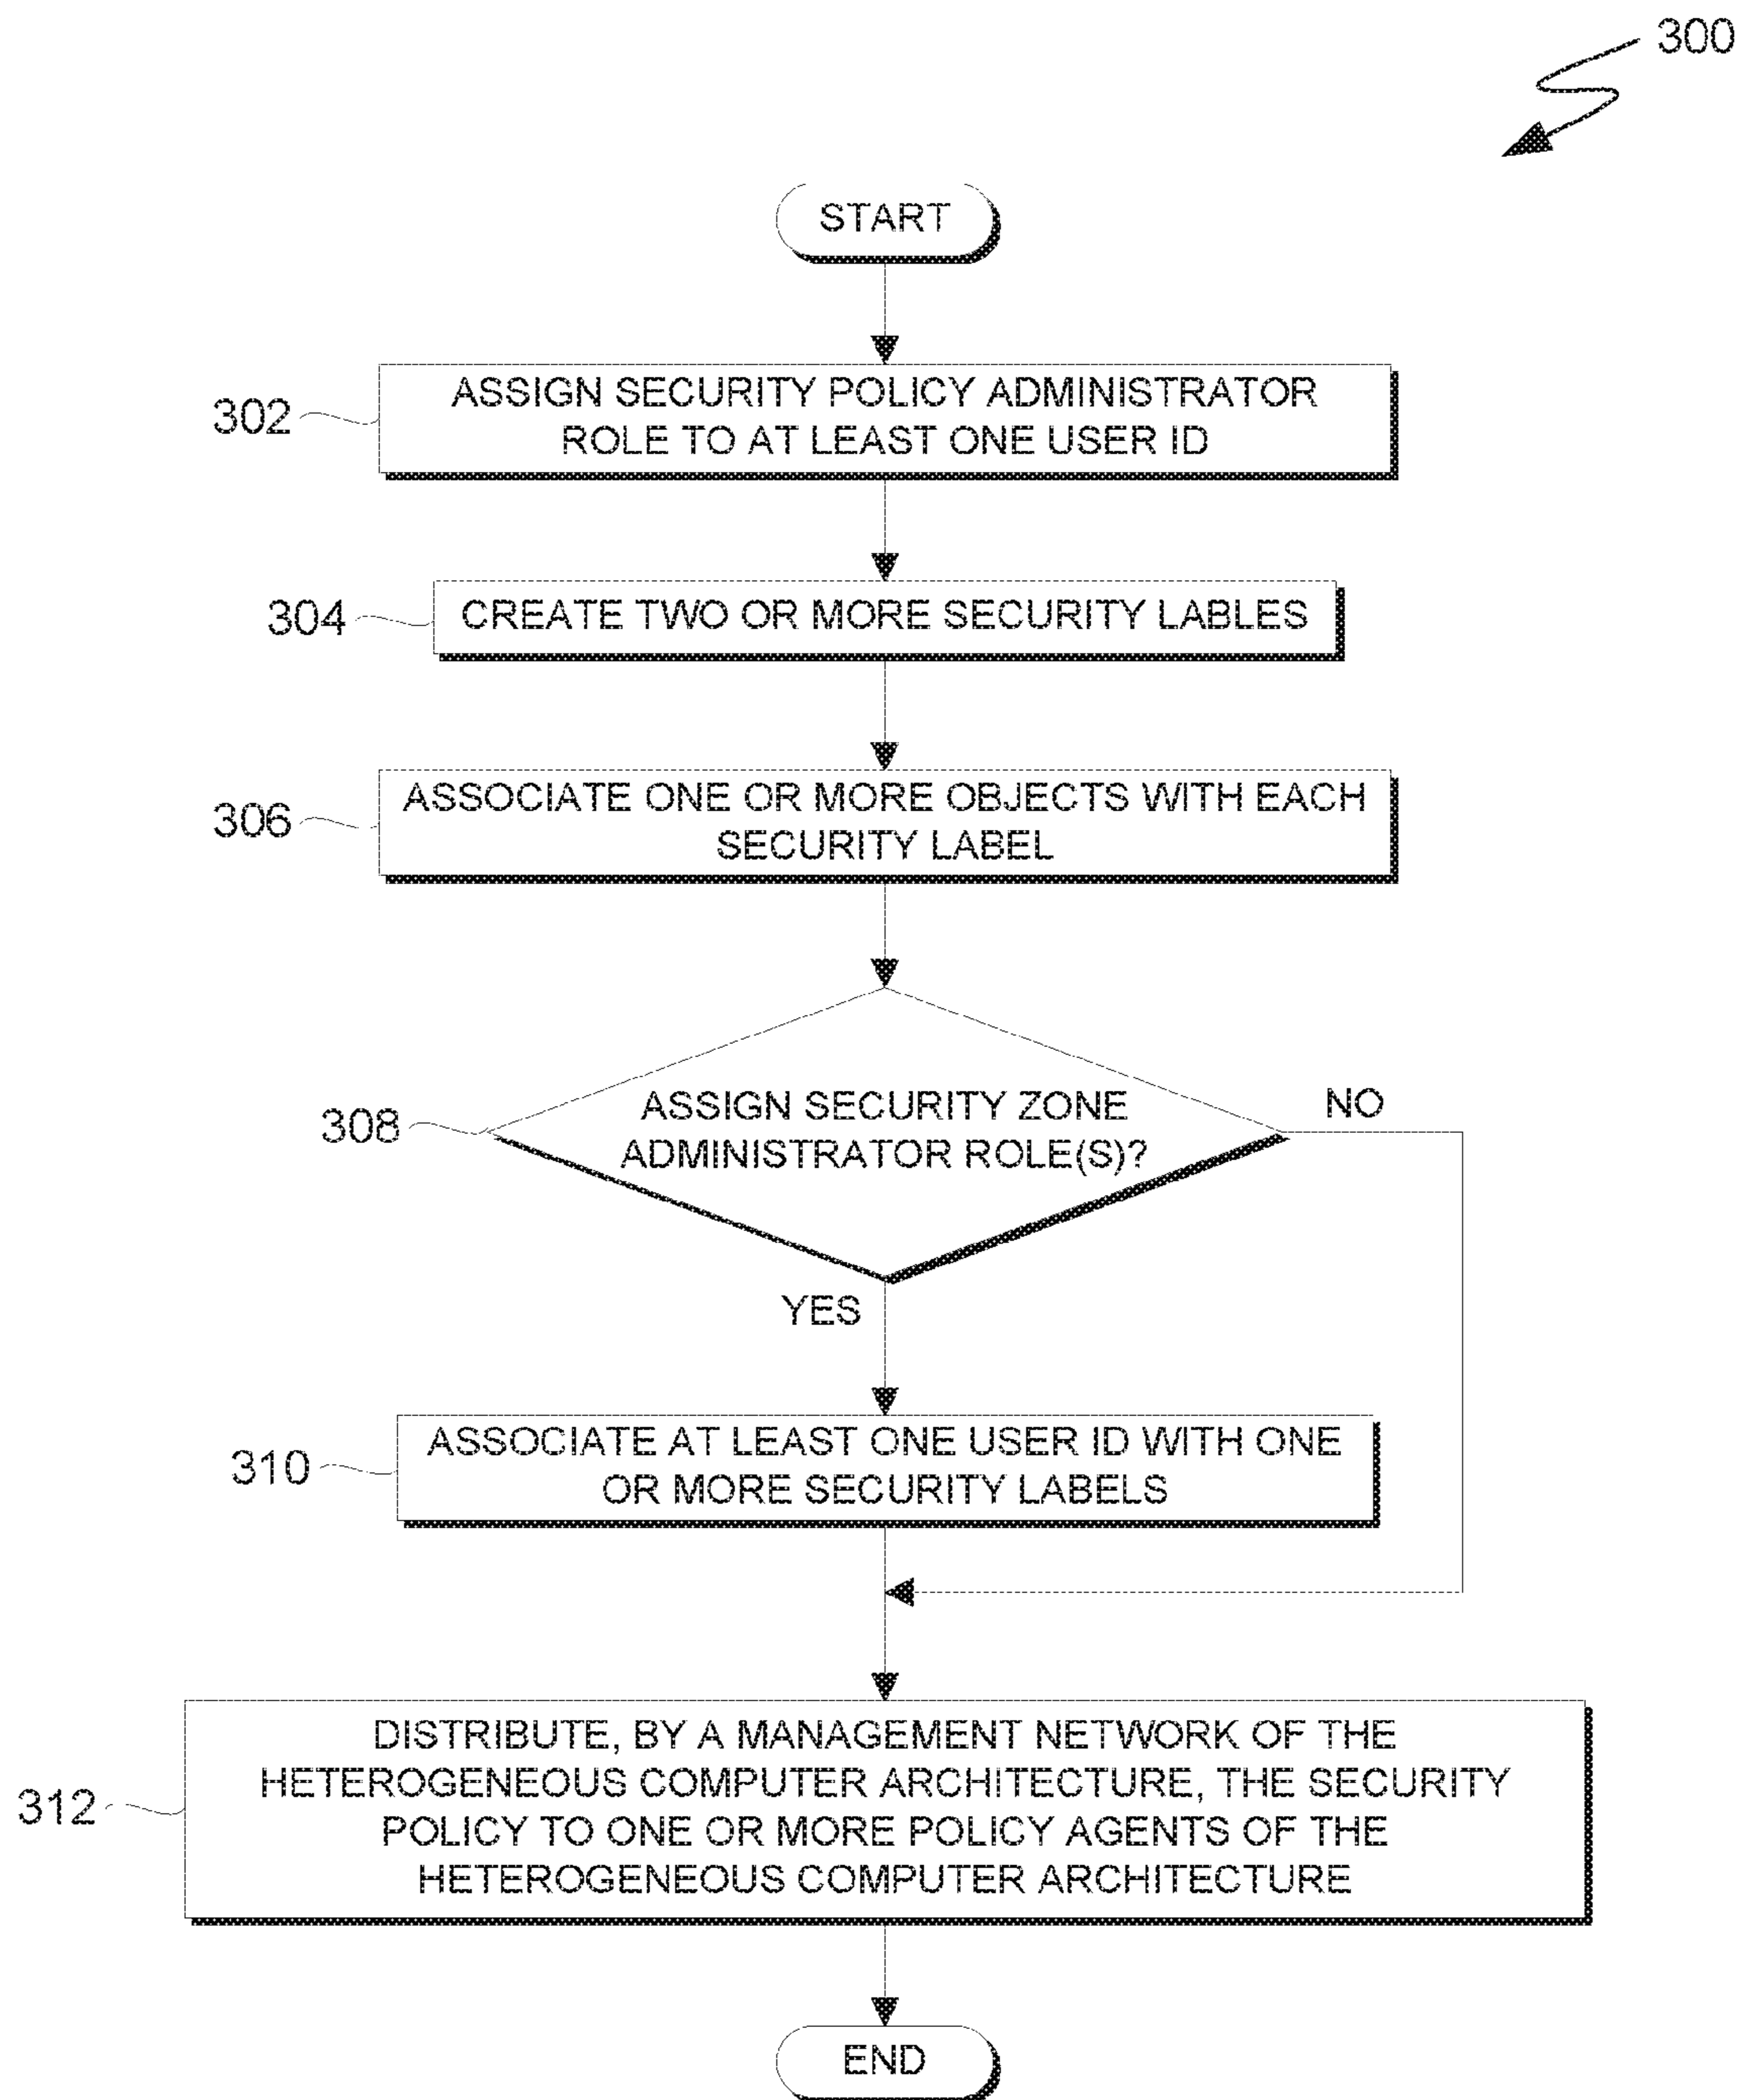 300
START
302
ASSIGN SECURITY POLICY ADMINISTRATOR
ROLE TO AT LEAST ONE USER ID
304
CREATE TWO OR MORE SECURITY LABLES
306
ASSOCIATE ONE OR MORE OBJECTS WITH EACH
SECURITY LABEL
308
ASSIGN SECURITY ZONE
ADMINISTRATOR ROLE(S)?
NO
YES
310
ASSOCIATE AT LEAST ONE USER ID WITH ONE
OR MORE SECURITY LABELS
312
DISTRIBUTE, BY A MANAGEMENT NETWORK OF THE
HETEROGENEOUS COMPUTER ARCHITECTURE, THE SECURITY
POLICY TO ONE OR MORE POLICY AGENTS OF THE
HETEROGENEOUS COMPUTER ARCHITECTURE
END